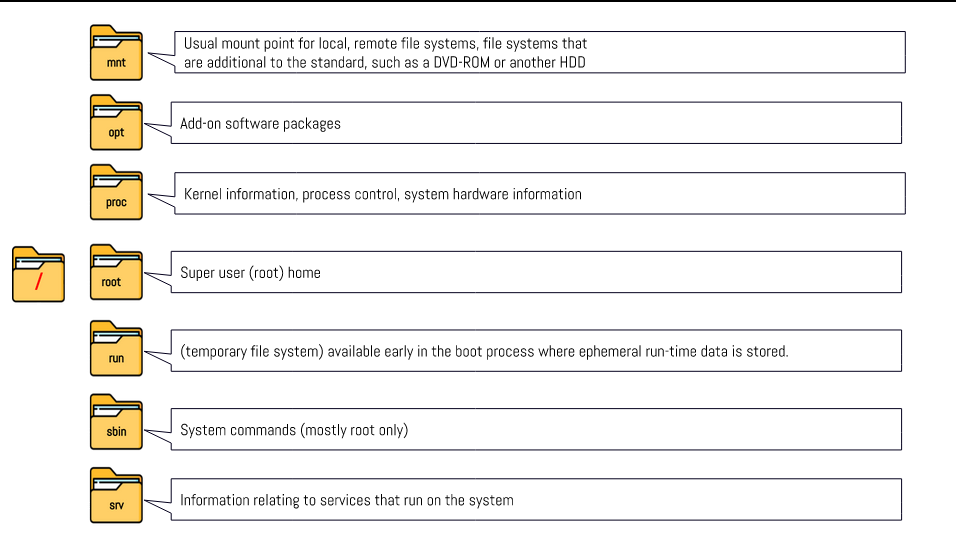 mnt
Usual mount point for local, remote file systems, file systems that
are additional to the standard, such as a DVD-ROM or another HDD
opt
Add-on software packages
proc
Kernel information, process control, system hardware information
/
root
Super user (root) home
run
(temporary file system) available early in the boot process where ephemeral run-time data is stored.
sbin
System commands (mostly root only)
srv
Information relating to services that run on the system